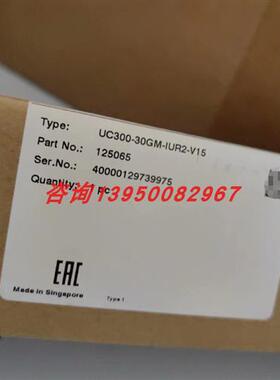 Type: UC300-30GM-IUR2-V15
Part No.: 125065
Ser.No.: 40000129739975
咨询13950082967
Quantity: pc
EAC
Made in Singapore
Type 1